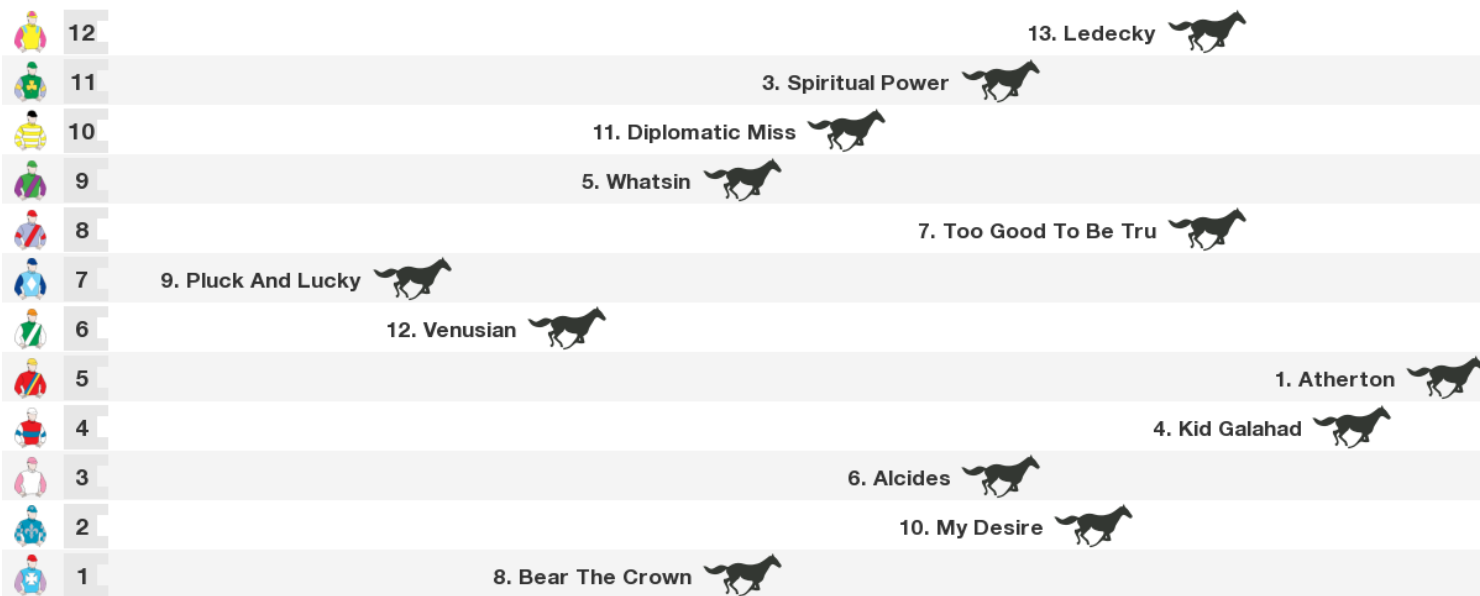 12 13. Ledecky
11 3. Spiritual Power
10 11. Diplomatic Miss
9 5. Whatsin
8 7. Too Good To Be Tru
7 9. Pluck And Lucky
6 12. Venusian
5 1. Atherton
4 4. Kid Galahad
3 6. Alcides
2 10. My Desire
1 8. Bear The Crown